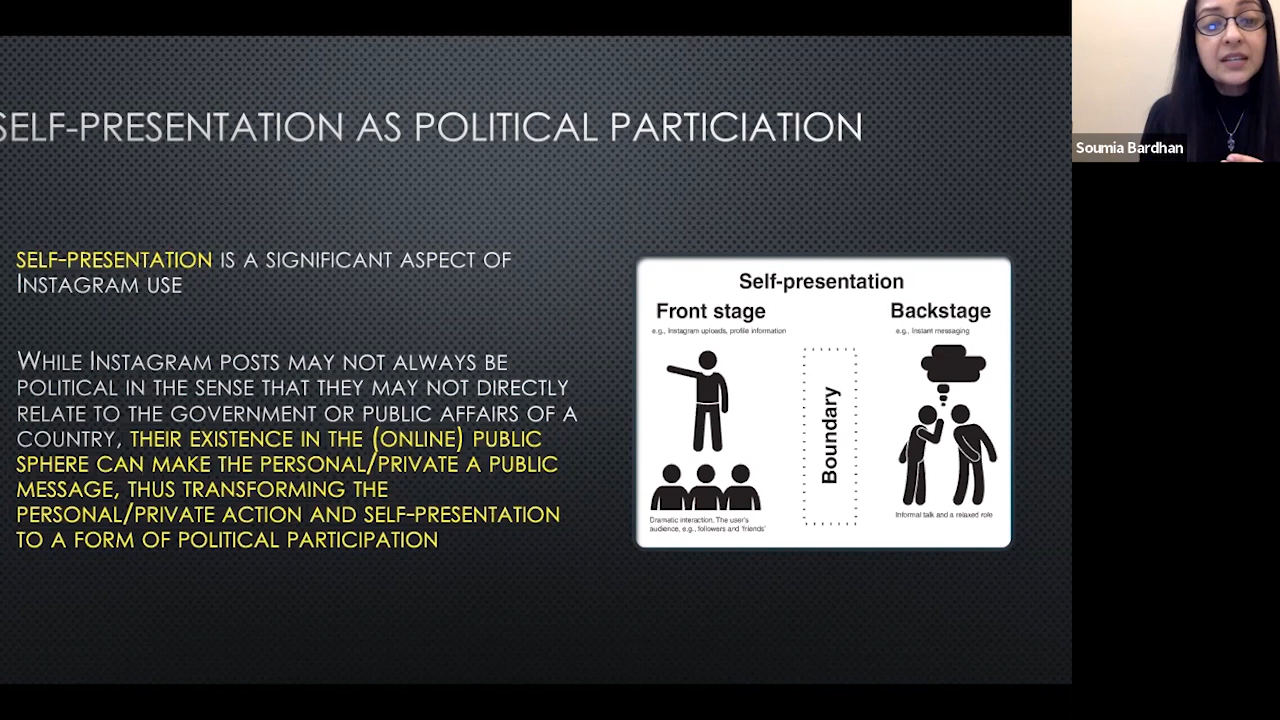 SELF-PRESENTATION AS POLITICAL PARTICIATION
Soumia Bardhan
SELF-PRESENTATION IS A SIGNIFICANT ASPECT OF
INSTAGRAM USE
WHILE INSTAGRAM POSTS MAY NOT ALWAYS BE
POLITICAL IN THE SENSE THAT THEY MAY NOT DIRECTLY
RELATE TO THE GOVERNMENT OR PUBLIC AFFAIRS OF A
COUNTRY, THEIR EXISTENCE IN THE (ONLINE) PUBLIC
SPHERE CAN MAKE THE PERSONAL/PRIVATE A PUBLIC
MESSAGE, THUS TRANSFORMING THE
PERSONAL/PRIVATE ACTION AND SELF-PRESENTATION
TO A FORM OF POLITICAL PARTICIPATION
Self-presentation
Front stage
e.g., Instagram uploads, profile information
Dramatic interaction. The user's
audience, e.g., followers and 'friends'
Boundary
Backstage
e.g., Instant messaging
Informal talk and a relaxed role